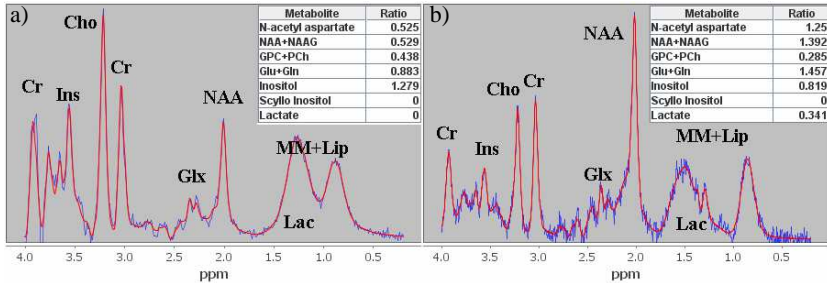 a)
Cho
Cr
Ins
Cr
NAA
Glx
MM+Lip
Lac
Metabolite Ratio
N-acetyl aspartate 0.525
NAA+NAAG 0.529
GPC+PCh 0.438
Glu+Gln 0.883
Inositol 1.279
Scyllo Inositol 0
Lactate 0
4.0 3.5 3.0 2.5 2.0 1.5 1.0 0.5
ppm
b)
NAA
Cho
Cr
Cr
Ins
Glx
MM+Lip
Lac
Metabolite Ratio
N-acetyl aspartate 1.25
NAA+NAAG 1.392
GPC+PCh 0.285
Glu+Gln 1.457
Inositol 0.819
Scyllo Inositol 0
Lactate 0.341
4.0 3.5 3.0 2.5 2.0 1.5 1.0 0.5
ppm